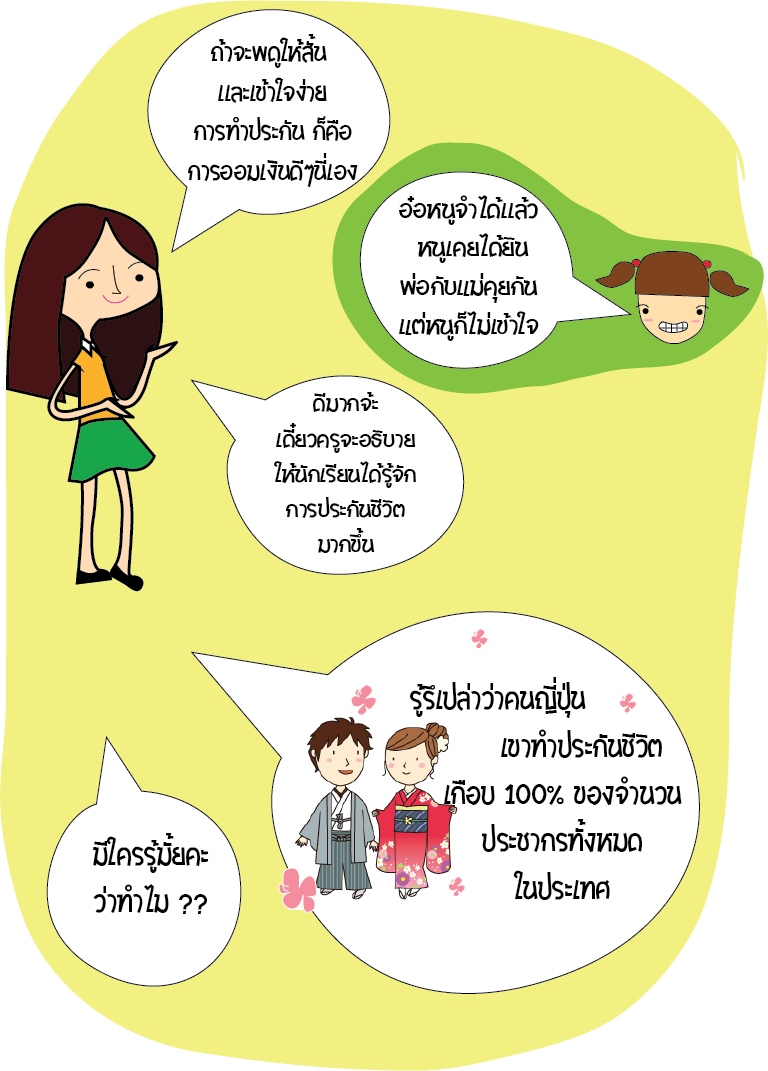 ถ้าจะพดูให้สั้น
และเข้าใจง่าย
การทำประกัน ก็คือ
การออมเงินดีๆนี่เอง
อ๋อหนูจำได้แล้ว
หนูเคยได้ยิน
พ่อกับแม่คุยกัน
แต่หนูก็ไม่เข้าใจ
ดีมากจ้ะ
เดี๋ยวครูจะอธิบาย
ให้นักเรียนได้รู้จัก
การประกันชีวิต
มากขึ้น
รู้รึเปล่าว่าคนญี่ปุ่น
เขาทำประกันชีวิต
เกือบ 100% ของจำนวน
ประชากรทั้งหมด
ในประเทศ
มีใครรู้มั้ยคะ
ว่าทำไม ??